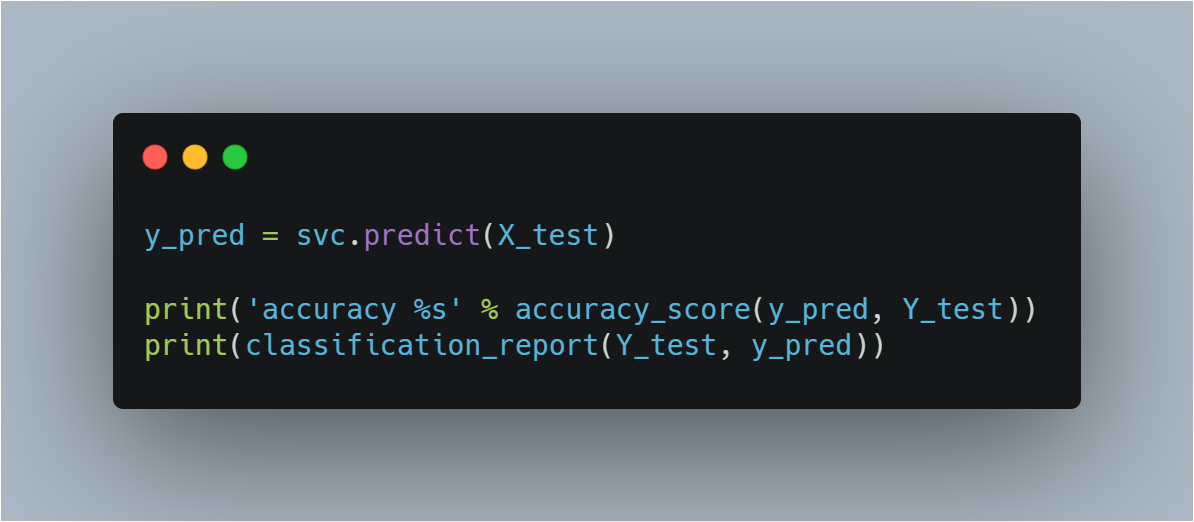 y_pred = svc.predict(X_test)
print('accuracy %s' % accuracy_score(y_pred, Y_test))
print(classification_report(Y_test, y_pred))